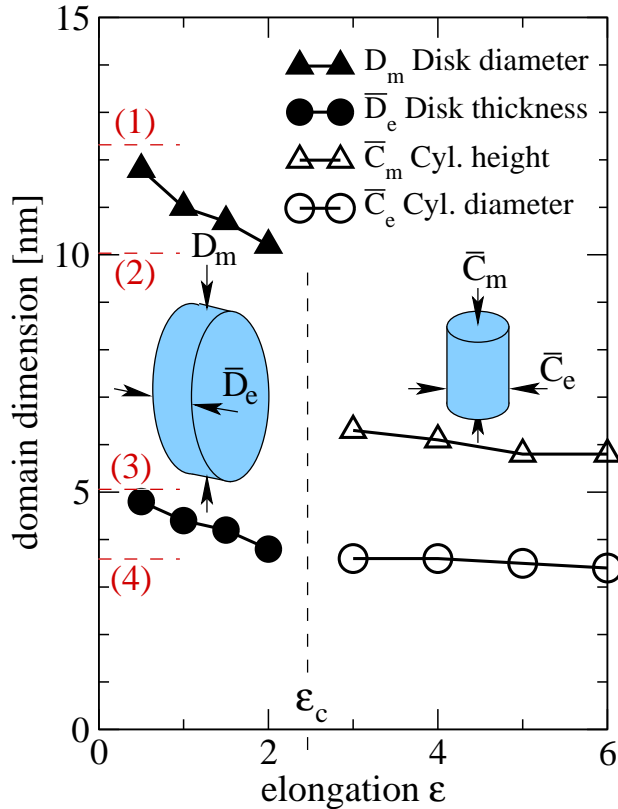 15
D_m Disk diameter
D̅_e Disk thickness
C̅_m Cyl. height
C̅_e Cyl. diameter
(1)
10
(2)
D_m
C̅_m
D̅_e
C̅_e
domain dimension [nm]
(3)
5
(4)
ε_c
0
0 2 4 6
elongation ε